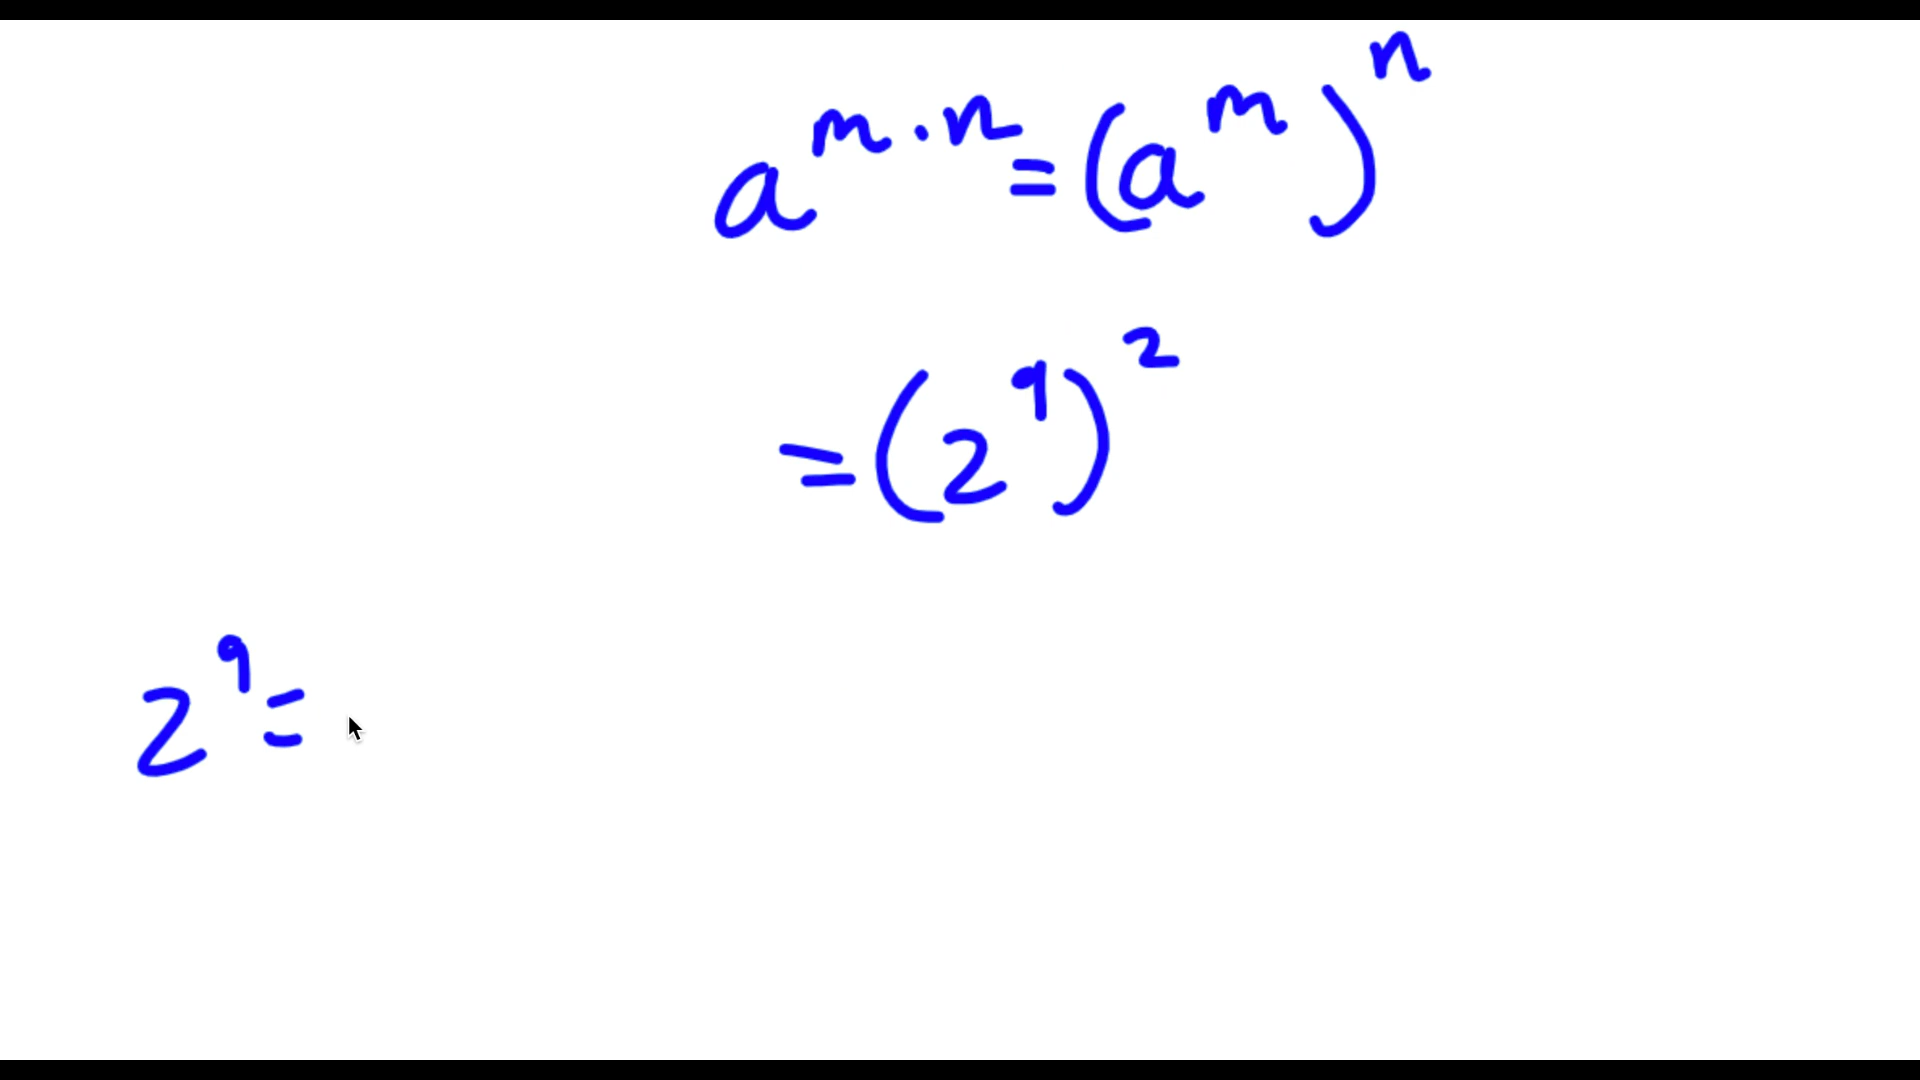 a^{m·n} = (a^m)^n
= (2^9)^2
2^9 =